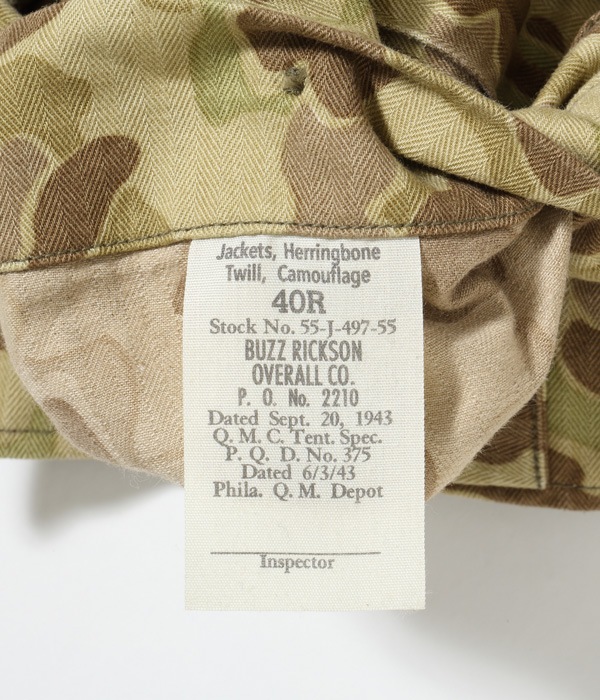 Jackets, Herringbone
Twill, Camouflage
40R
Stock No. 55-J-497-55
BUZZ RICKSON
OVERALL CO.
P. O. No. 2210
Dated Sept. 20, 1943
Q. M. C. Tent. Spec.
P. Q. D. No. 375
Dated 6/3/43
Phila. Q. M. Depot
Inspector